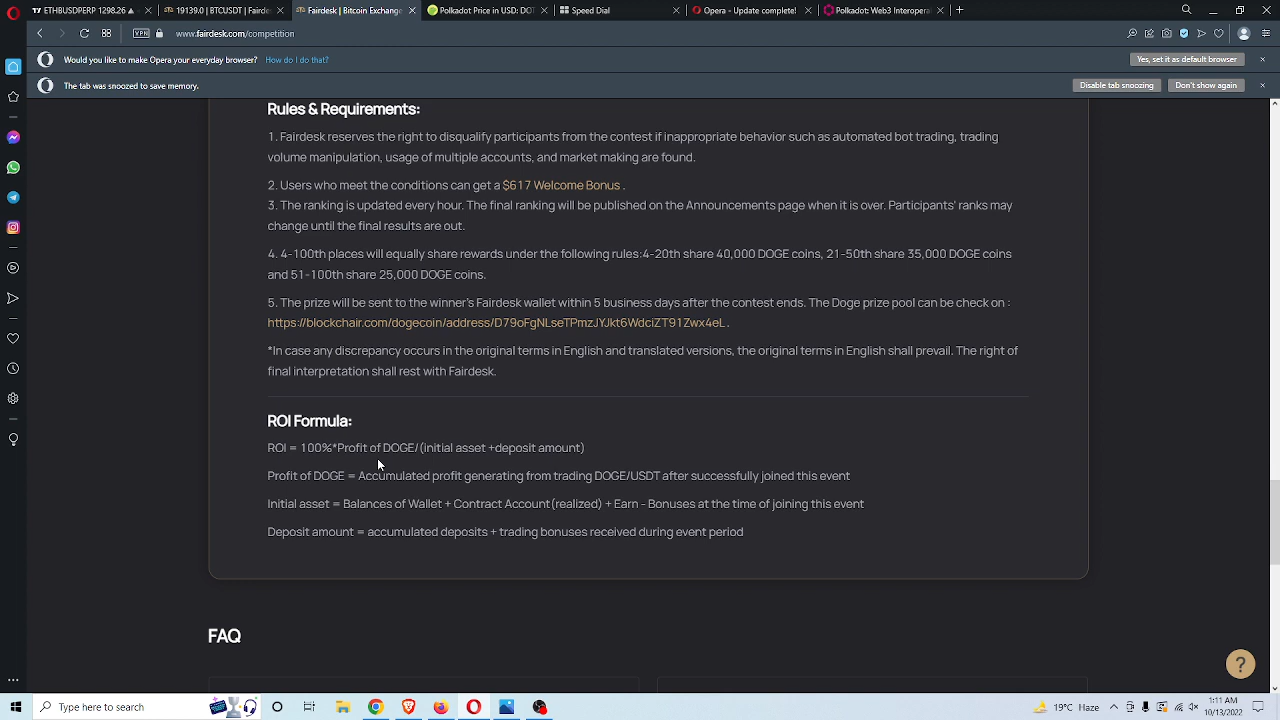 ETHBUSDPERP 1298.26 ▲
19139.0 | BTCUSDT | Fairde
Fairdesk | Bitcoin Exchange
Polkadot Price in USD: DOT
Speed Dial
Opera - Update complete!
Polkadot: Web3 Interopera
VPN
www.fairdesk.com/competition
Would you like to make Opera your everyday browser? How do I do that?
Yes, set it as default browser
The tab was snoozed to save memory.
Disable tab snoozing
Don't show again
Rules & Requirements:
1. Fairdesk reserves the right to disqualify participants from the contest if inappropriate behavior such as automated bot trading, trading
volume manipulation, usage of multiple accounts, and market making are found.
2. Users who meet the conditions can get a $617 Welcome Bonus .
3. The ranking is updated every hour. The final ranking will be published on the Announcements page when it is over. Participants' ranks may
change until the final results are out.
4. 4-100th places will equally share rewards under the following rules:4-20th share 40,000 DOGE coins, 21-50th share 35,000 DOGE coins
and 51-100th share 25,000 DOGE coins.
5. The prize will be sent to the winner's Fairdesk wallet within 5 business days after the contest ends. The Doge prize pool can be check on :
https://blockchair.com/dogecoin/address/D79oFgNLseTPmzJYJkt6WdciZT91Zwx4eL .
*In case any discrepancy occurs in the original terms in English and translated versions, the original terms in English shall prevail. The right of
final interpretation shall rest with Fairdesk.
ROI Formula:
ROI = 100%*Profit of DOGE/(initial asset +deposit amount)
Profit of DOGE = Accumulated profit generating from trading DOGE/USDT after successfully joined this event
Initial asset = Balances of Wallet + Contract Account(realized) + Earn - Bonuses at the time of joining this event
Deposit amount = accumulated deposits + trading bonuses received during event period
FAQ
?
Type here to search
19°C Haze
1:11 AM
10/13/2022